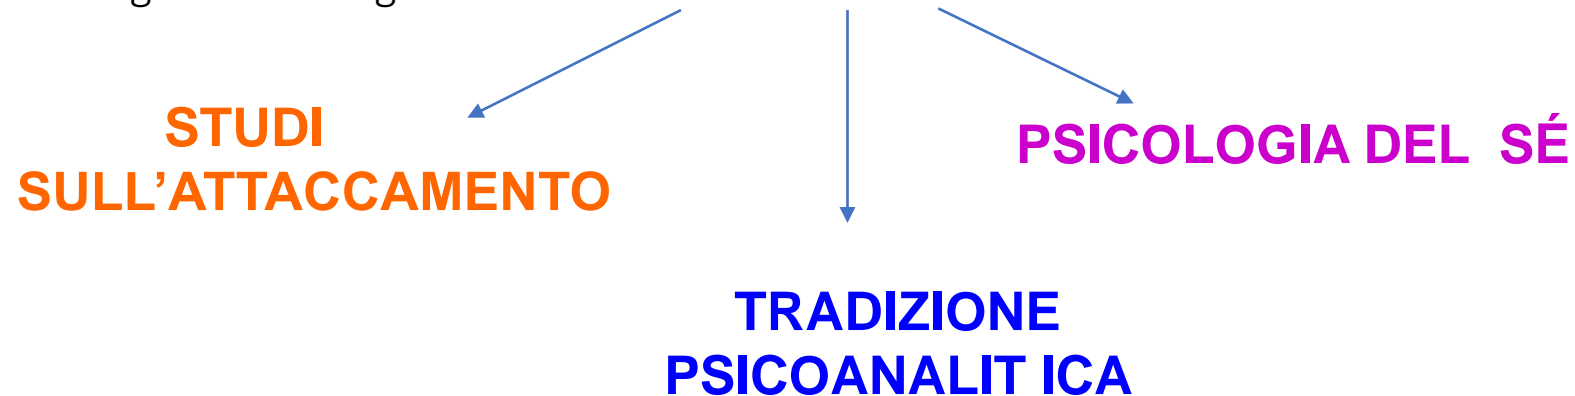 STUDI
SULL’ATTACCAMENTO
PSICOLOGIA DEL SÉ
TRADIZIONE
PSICOANALIT ICA